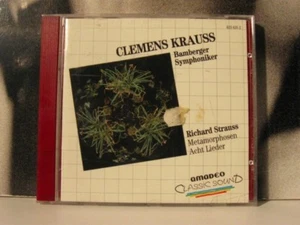 CLEMENS KRAUSS
Bamberger
Symphoniker
Richard Strauss
Metamorphosen
Acht Lieder
amadeo
CLASSIC SOUND